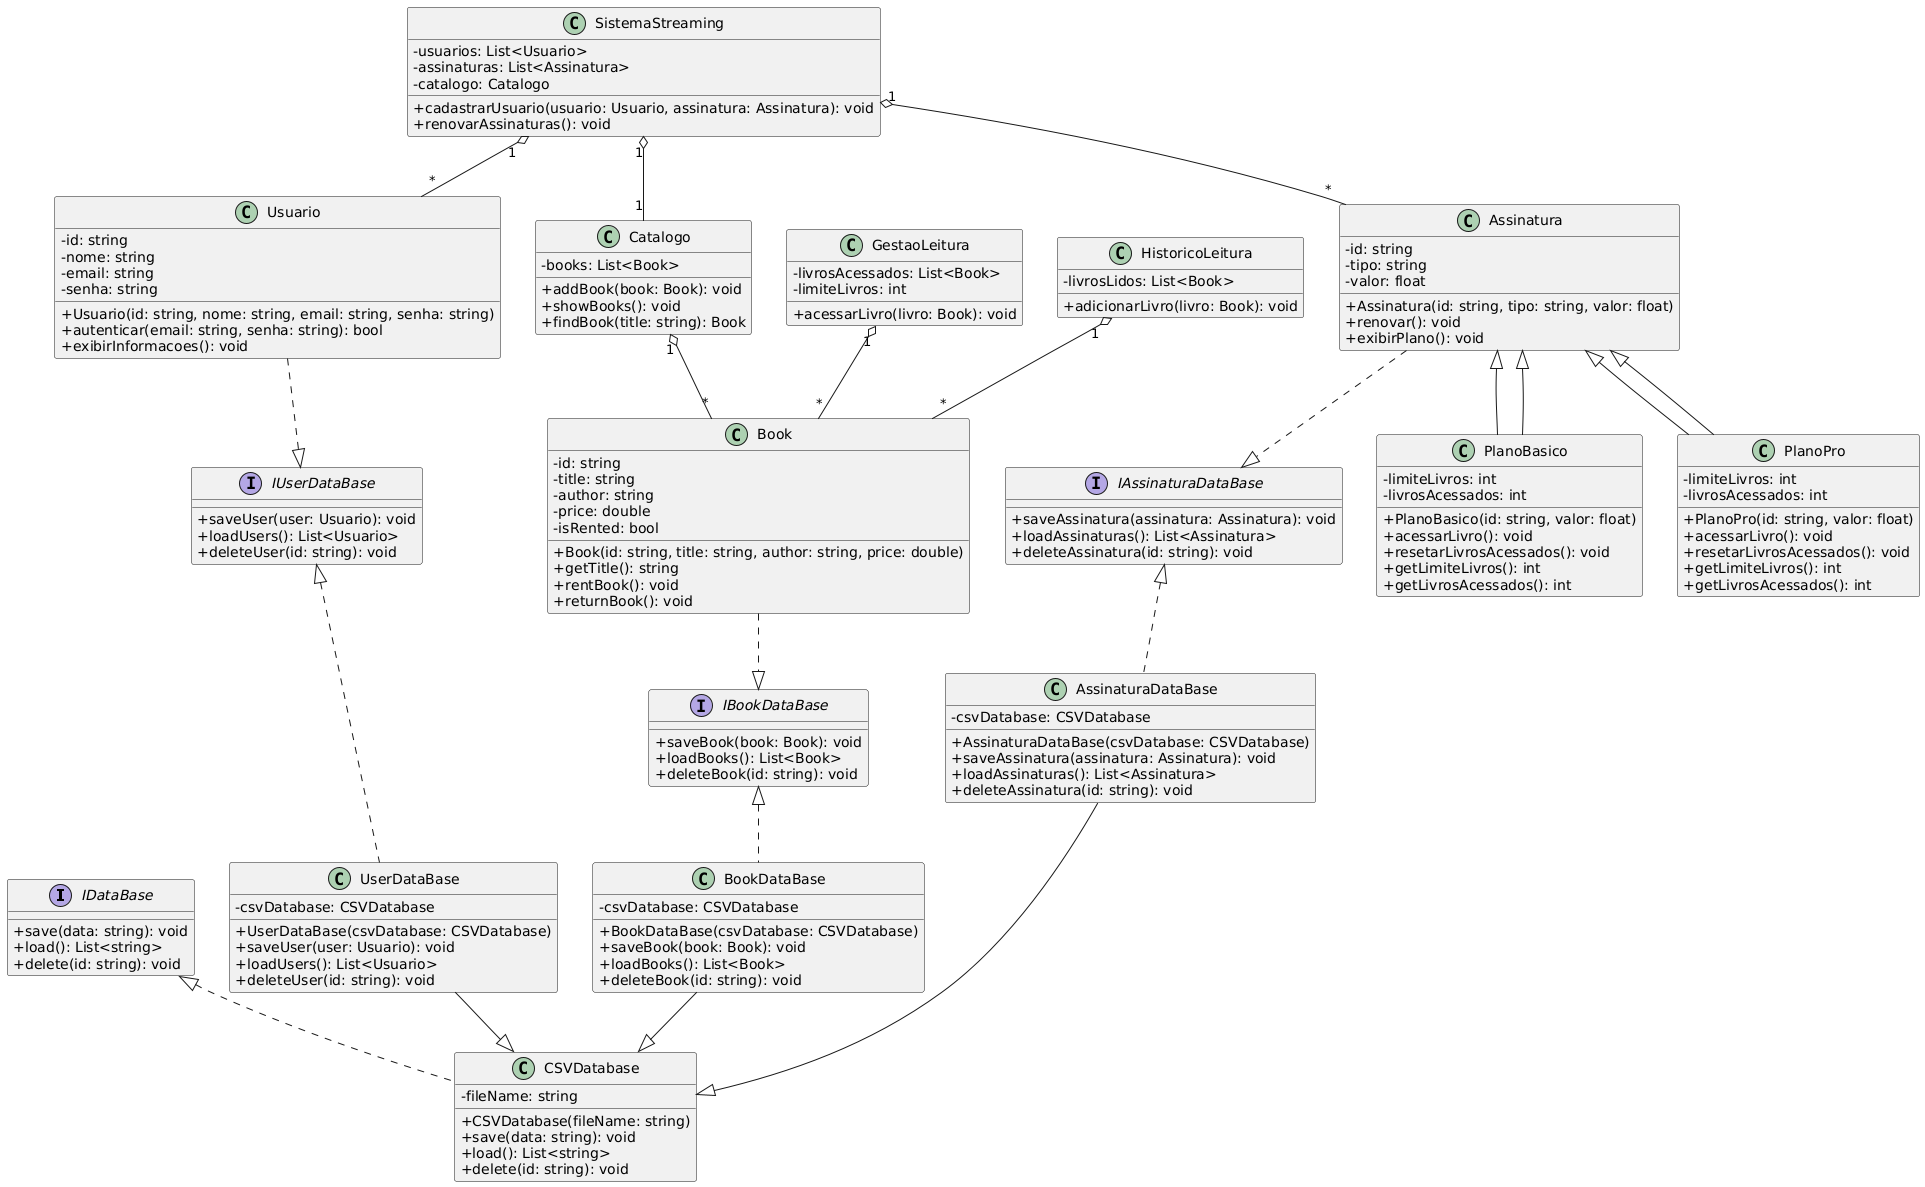 C SistemaStreaming
-usuarios: List<Usuario>
-assinaturas: List<Assinatura>
-catalogo: Catalogo
+cadastrarUsuario(usuario: Usuario, assinatura: Assinatura): void
+renovarAssinaturas(): void
1
1
1
*
1
*
C Usuario
-id: string
-nome: string
-email: string
-senha: string
+Usuario(id: string, nome: string, email: string, senha: string)
+autenticar(email: string, senha: string): bool
+exibirInformacoes(): void
C Catalogo
-books: List<Book>
+addBook(book: Book): void
+showBooks(): void
+findBook(title: string): Book
C GestaoLeitura
-livrosAcessados: List<Book>
-limiteLivros: int
+acessarLivro(livro: Book): void
C HistoricoLeitura
-livrosLidos: List<Book>
+adicionarLivro(livro: Book): void
C Assinatura
-id: string
-tipo: string
-valor: float
+Assinatura(id: string, tipo: string, valor: float)
+renovar(): void
+exibirPlano(): void
1
1
1
*
*
*
C Book
-id: string
-title: string
-author: string
-price: double
-isRented: bool
+Book(id: string, title: string, author: string, price: double)
+getTitle(): string
+rentBook(): void
+returnBook(): void
I IUserDataBase
+saveUser(user: Usuario): void
+loadUsers(): List<Usuario>
+deleteUser(id: string): void
I IAssinaturaDataBase
+saveAssinatura(assinatura: Assinatura): void
+loadAssinaturas(): List<Assinatura>
+deleteAssinatura(id: string): void
C PlanoBasico
-limiteLivros: int
-livrosAcessados: int
+PlanoBasico(id: string, valor: float)
+acessarLivro(): void
+resetarLivrosAcessados(): void
+getLimiteLivros(): int
+getLivrosAcessados(): int
C PlanoPro
-limiteLivros: int
-livrosAcessados: int
+PlanoPro(id: string, valor: float)
+acessarLivro(): void
+resetarLivrosAcessados(): void
+getLimiteLivros(): int
+getLivrosAcessados(): int
I IBookDataBase
+saveBook(book: Book): void
+loadBooks(): List<Book>
+deleteBook(id: string): void
C AssinaturaDataBase
-csvDatabase: CSVDatabase
+AssinaturaDataBase(csvDatabase: CSVDatabase)
+saveAssinatura(assinatura: Assinatura): void
+loadAssinaturas(): List<Assinatura>
+deleteAssinatura(id: string): void
I IDataBase
+save(data: string): void
+load(): List<string>
+delete(id: string): void
C UserDataBase
-csvDatabase: CSVDatabase
+UserDataBase(csvDatabase: CSVDatabase)
+saveUser(user: Usuario): void
+loadUsers(): List<Usuario>
+deleteUser(id: string): void
C BookDataBase
-csvDatabase: CSVDatabase
+BookDataBase(csvDatabase: CSVDatabase)
+saveBook(book: Book): void
+loadBooks(): List<Book>
+deleteBook(id: string): void
C CSVDatabase
-fileName: string
+CSVDatabase(fileName: string)
+save(data: string): void
+load(): List<string>
+delete(id: string): void